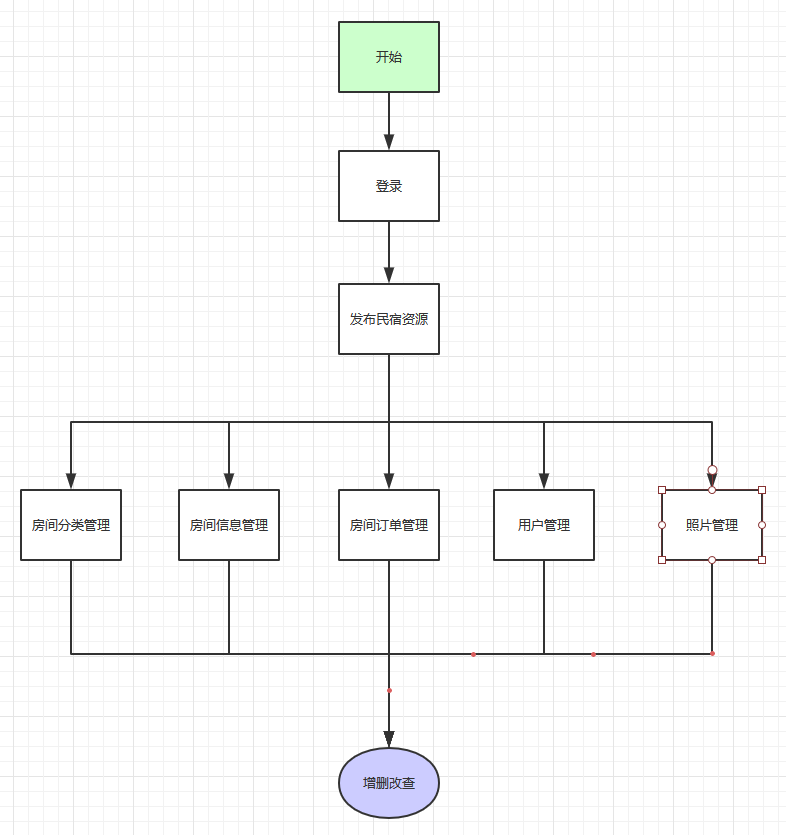 开始
登录
发布民宿资源
房间分类管理
房间信息管理
房间订单管理
用户管理
照片管理
增删改查